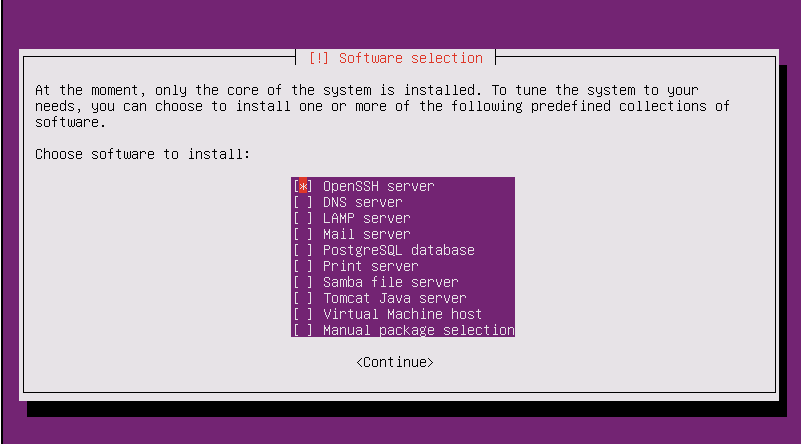 [!] Software selection
At the moment, only the core of the system is installed. To tune the system to your
needs, you can choose to install one or more of the following predefined collections of
software.
Choose software to install:
[*] OpenSSH server
[ ] DNS server
[ ] LAMP server
[ ] Mail server
[ ] PostgreSQL database
[ ] Print server
[ ] Samba file server
[ ] Tomcat Java server
[ ] Virtual Machine host
[ ] Manual package selection
<Continue>